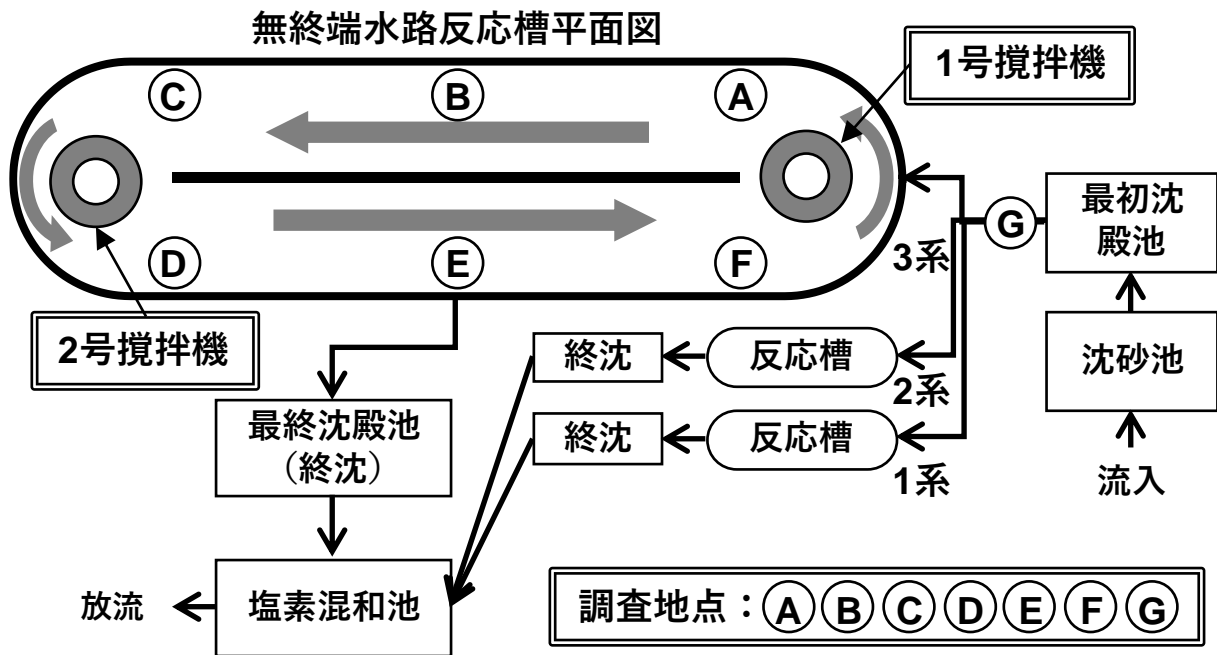 無終端水路反応槽平面図
1号撹拌機
C
B
A
D
E
F
G
最初沈
殿池
3系
2号撹拌機
終沈
反応槽
2系
沈砂池
最終沈殿池
（終沈）
終沈
反応槽
1系
流入
放流
塩素混和池
調査地点：A B C D E F G